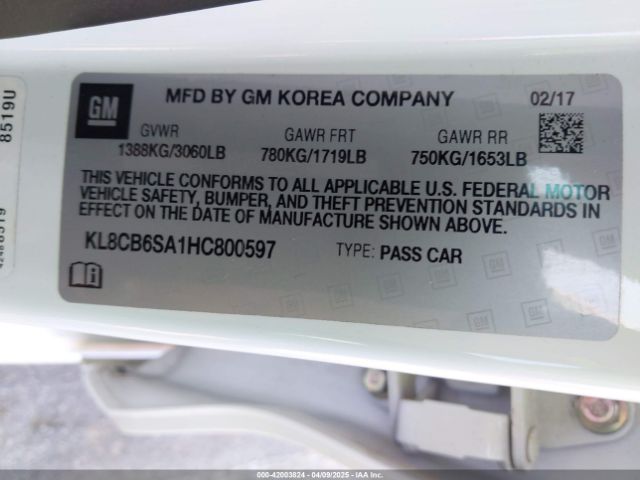 GM
MFD BY GM KOREA COMPANY 02/17
GVWR GAWR FRT GAWR RR
1388KG/3060LB 780KG/1719LB 750KG/1653LB
THIS VEHICLE CONFORMS TO ALL APPLICABLE U.S. FEDERAL MOTOR
VEHICLE SAFETY, BUMPER, AND THEFT PREVENTION STANDARDS IN
EFFECT ON THE DATE OF MANUFACTURE SHOWN ABOVE.
KL8CB6SA1HC800597 TYPE: PASS CAR
8519U
000-42003824 | 04/09/2025 - IAA Inc.